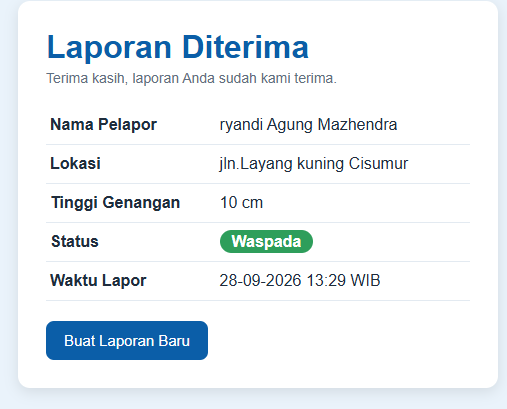 Laporan Diterima
Terima kasih, laporan Anda sudah kami terima.
Nama Pelapor ryandi Agung Mazhendra
Lokasi jln.Layang kuning Cisumur
Tinggi Genangan 10 cm
Status Waspada
Waktu Lapor 28-09-2026 13:29 WIB
Buat Laporan Baru